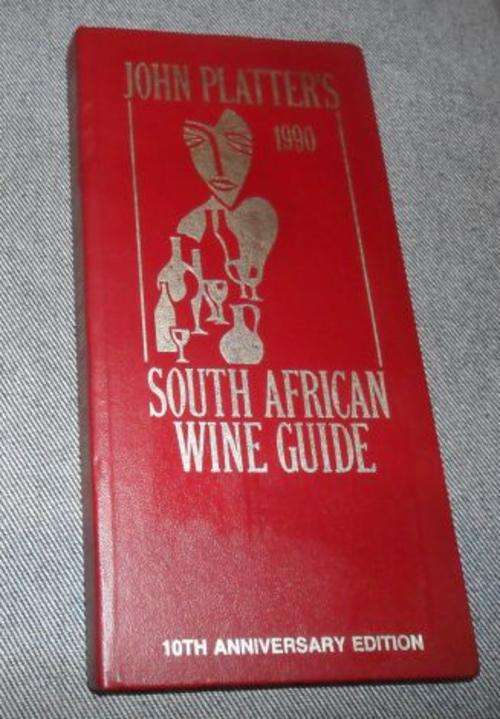 JOHN PLATTER'S
1990
SOUTH AFRICAN
WINE GUIDE
10TH ANNIVERSARY EDITION